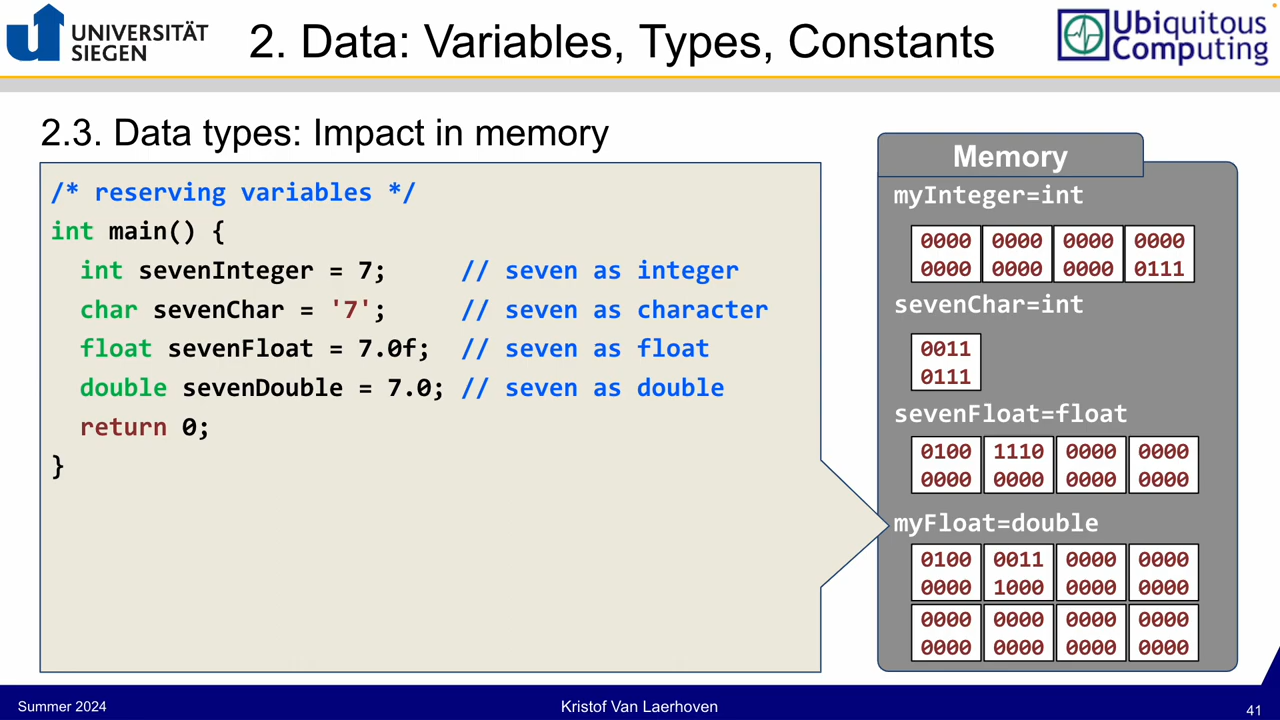 UNIVERSITÄT
SIEGEN
2. Data: Variables, Types, Constants
Ubiquitous
Computing
2.3. Data types: Impact in memory
/* reserving variables */
int main() {
int sevenInteger = 7; // seven as integer
char sevenChar = '7'; // seven as character
float sevenFloat = 7.0f; // seven as float
double sevenDouble = 7.0; // seven as double
return 0;
}
Memory
myInteger=int
0000 0000 0000 0000
0000 0000 0000 0111
sevenChar=int
0011
0111
sevenFloat=float
0100 1110 0000 0000
0000 0000 0000 0000
myFloat=double
0100 0011 0000 0000
0000 1000 0000 0000
0000 0000 0000 0000
0000 0000 0000 0000
Summer 2024
Kristof Van Laerhoven
41